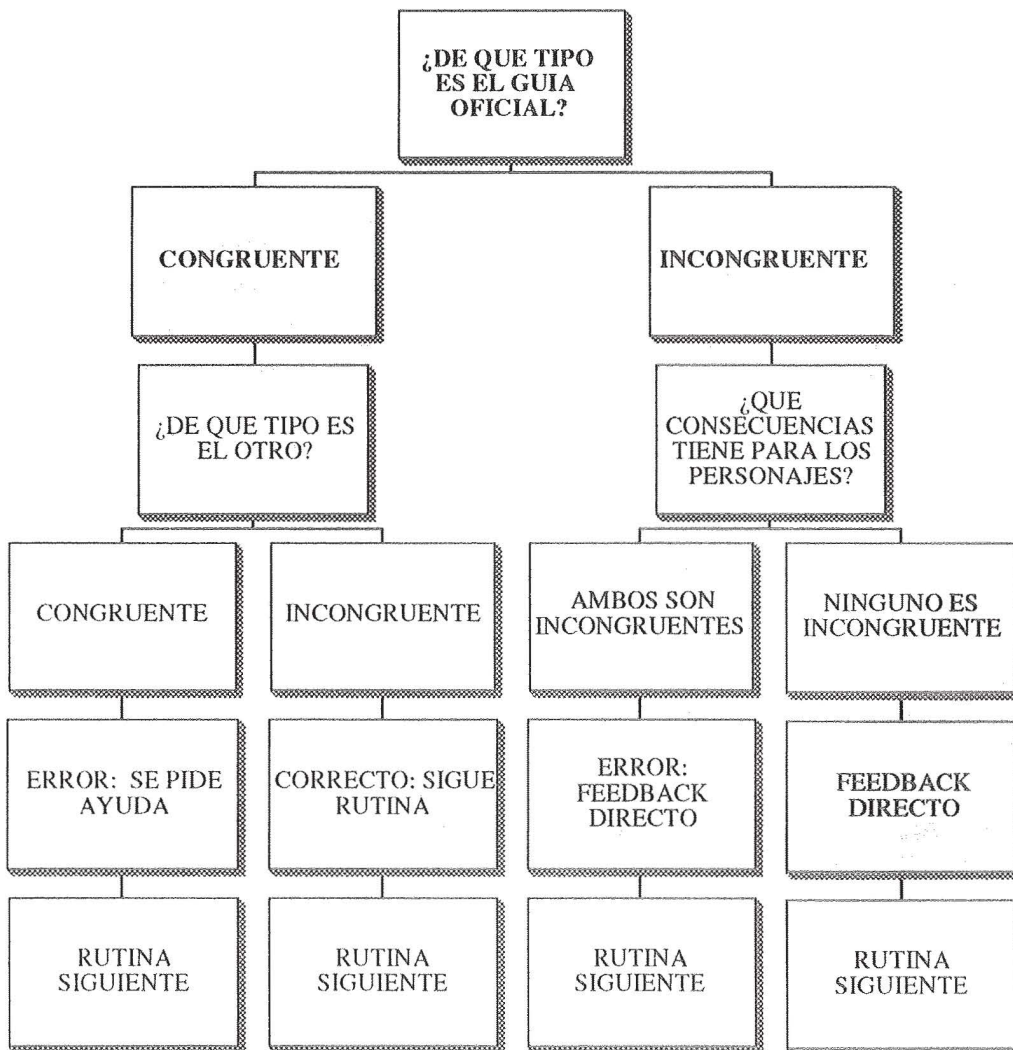 ¿DE QUE TIPO
ES EL GUIA
OFICIAL?
CONGRUENTE
INCONGRUENTE
¿DE QUE TIPO ES
EL OTRO?
¿QUE
CONSECUENCIAS
TIENE PARA LOS
PERSONAJES?
CONGRUENTE
INCONGRUENTE
AMBOS SON
INCONGRUENTES
NINGUNO ES
INCONGRUENTE
ERROR: SE PIDE
AYUDA
CORRECTO: SIGUE
RUTINA
ERROR:
FEEDBACK
DIRECTO
FEEDBACK
DIRECTO
RUTINA
SIGUIENTE
RUTINA
SIGUIENTE
RUTINA
SIGUIENTE
RUTINA
SIGUIENTE